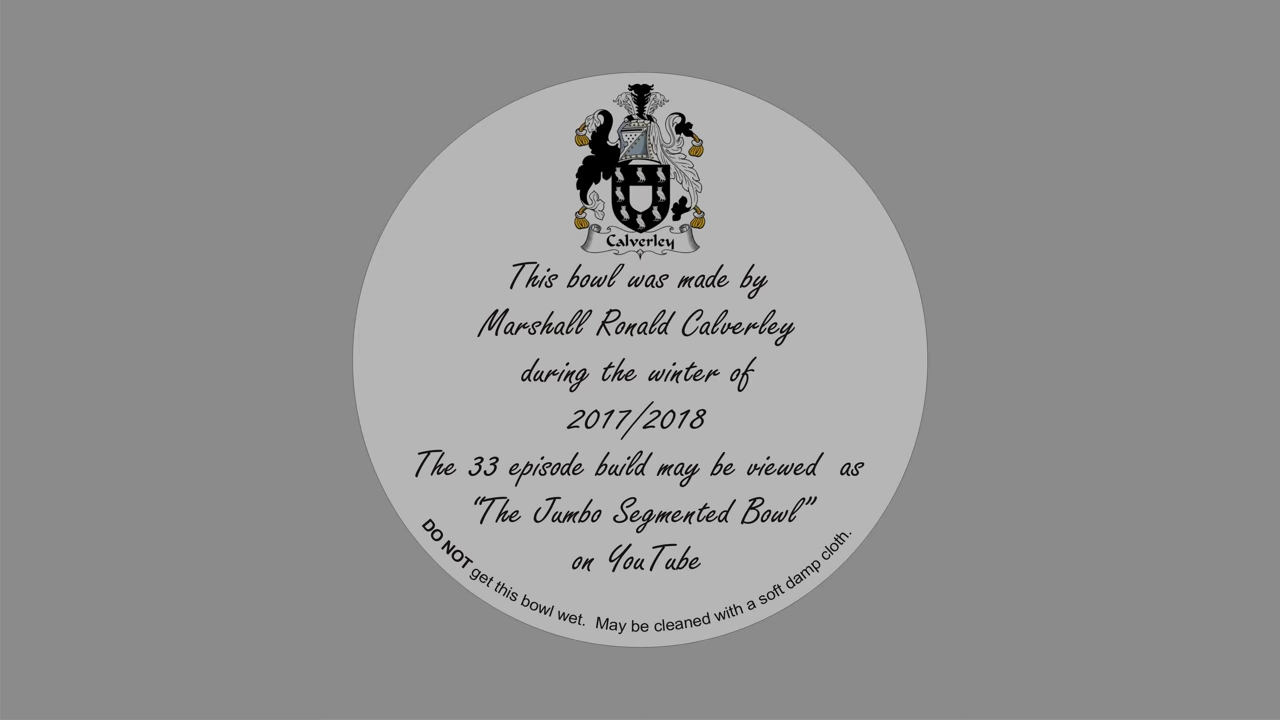 Calverley
This bowl was made by
Marshall Ronald Calverley
during the winter of
2017/2018
The 33 episode build may be viewed as
“The Jumbo Segmented Bowl”
on YouTube
DO NOT get this bowl wet. May be cleaned with a soft damp cloth.